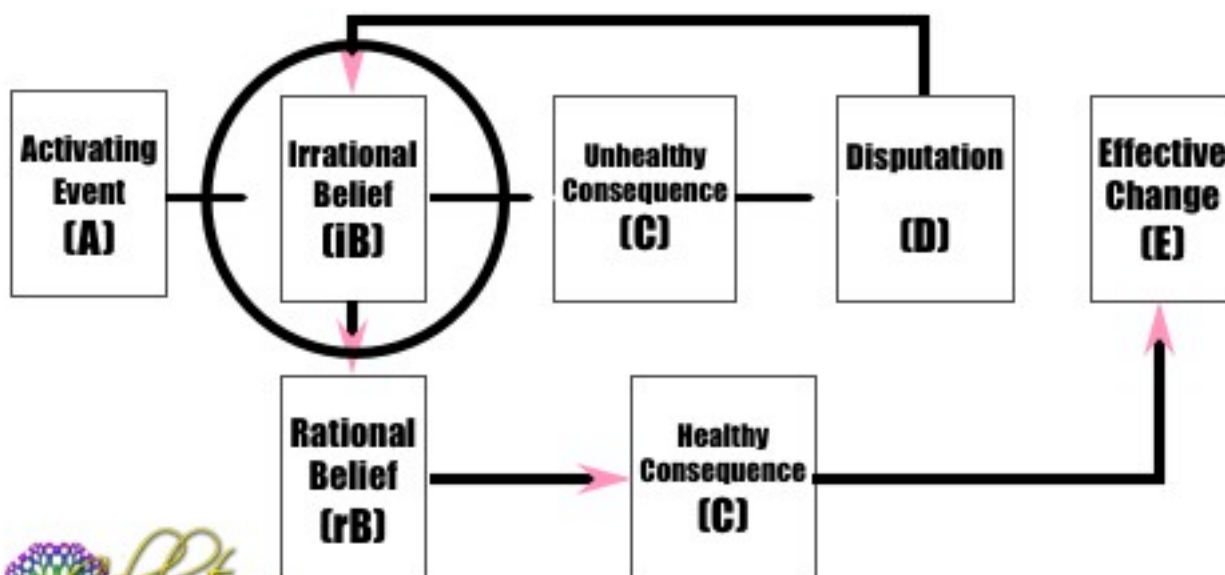 Activating
Event
(A)
Irrational
Belief
(iB)
Unhealthy
Consequence
(C)
Disputation
(D)
Effective
Change
(E)
Rational
Belief
(rB)
Healthy
Consequence
(C)